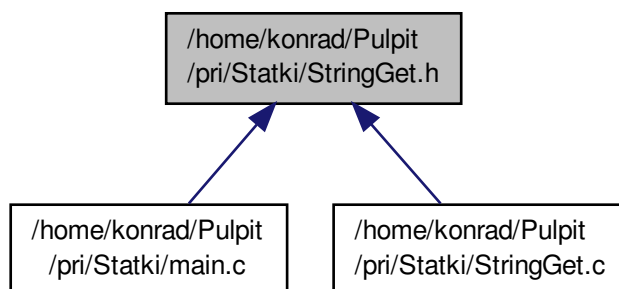 /home/konrad/Pulpit
/pri/Statki/StringGet.h
/home/konrad/Pulpit
/pri/Statki/main.c
/home/konrad/Pulpit
/pri/Statki/StringGet.c